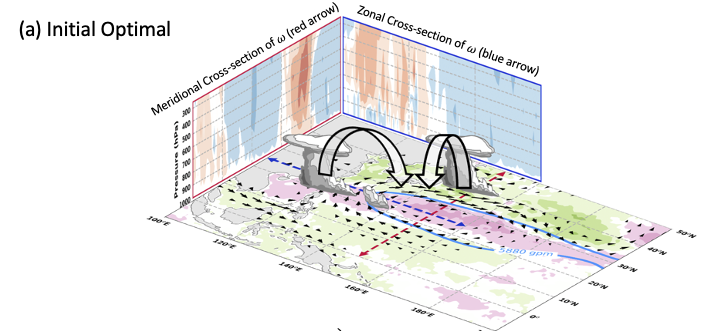 (a) Initial Optimal
Meridional Cross-section of ω (red arrow)
Zonal Cross-section of ω (blue arrow)
Pressure (hPa)
300
400
500
600
700
800
900
1000
100°E
120°E
140°E
160°E
180°E
0°
10°N
20°N
30°N
40°N
50°N
5880 gpm